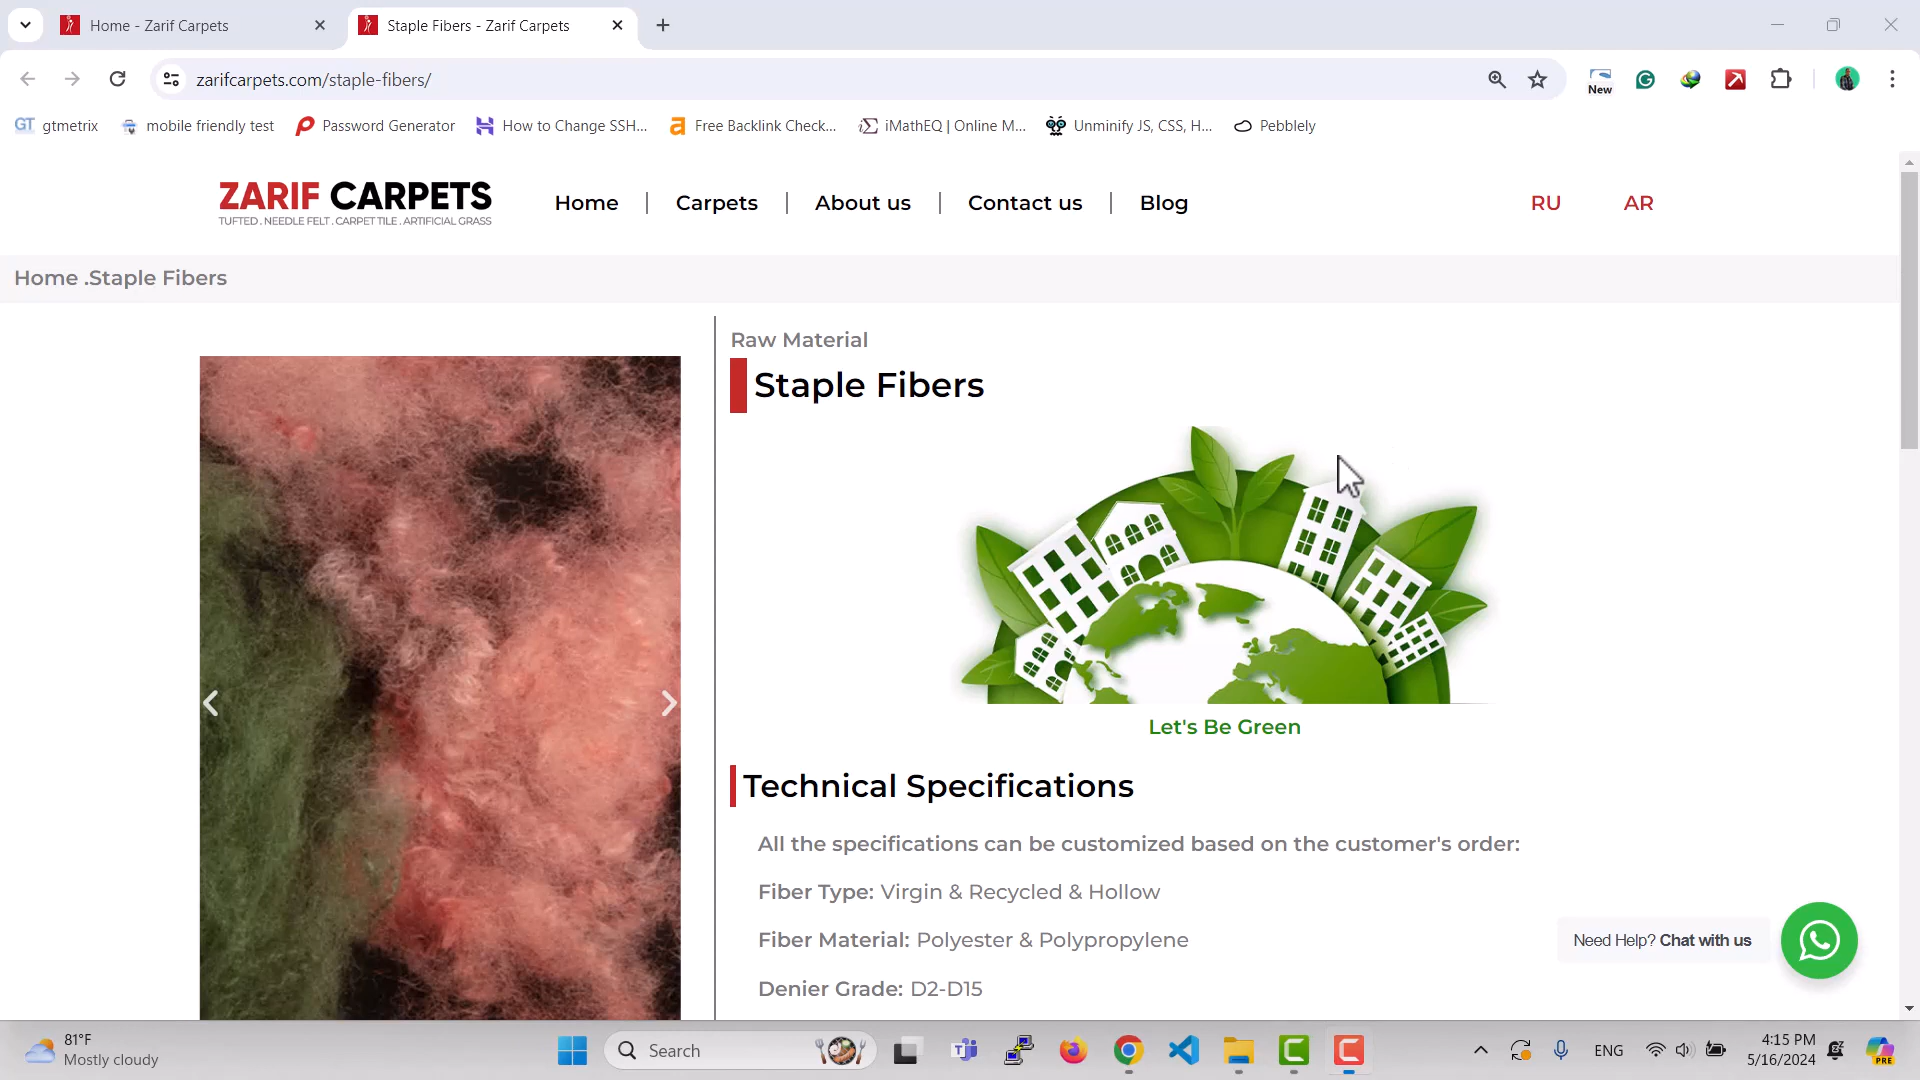 Home - Zarif Carpets
Staple Fibers - Zarif Carpets
zarifcarpets.com/staple-fibers/
New
GT gtmetrix
mobile friendly test
Password Generator
How to Change SSH...
Free Backlink Check...
iMathEQ | Online M...
Unminify JS, CSS, H...
Pebblely
ZARIF CARPETS
TUFTED . NEEDLE FELT . CARPET TILE . ARTIFICIAL GRASS
Home
Carpets
About us
Contact us
Blog
RU
AR
Home .Staple Fibers
Raw Material
Staple Fibers
Let's Be Green
Technical Specifications
All the specifications can be customized based on the customer's order:
Fiber Type: Virgin & Recycled & Hollow
Fiber Material: Polyester & Polypropylene
Denier Grade: D2-D15
Need Help? Chat with us
81°F
Mostly cloudy
Search
ENG
4:15 PM
5/16/2024
PRE